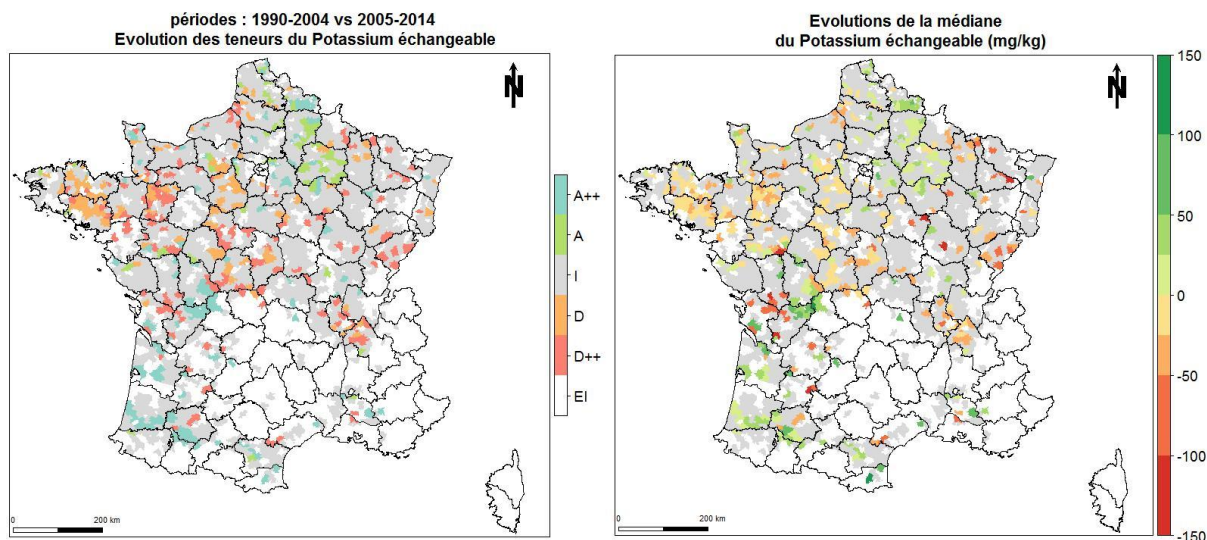 périodes : 1990-2004 vs 2005-2014
Evolution des teneurs du Potassium échangeable
N
A++
A
I
D
D++
EI
0 200 km
Evolutions de la médiane
du Potassium échangeable (mg/kg)
N
150
100
50
0
-50
-100
-150
0 200 km